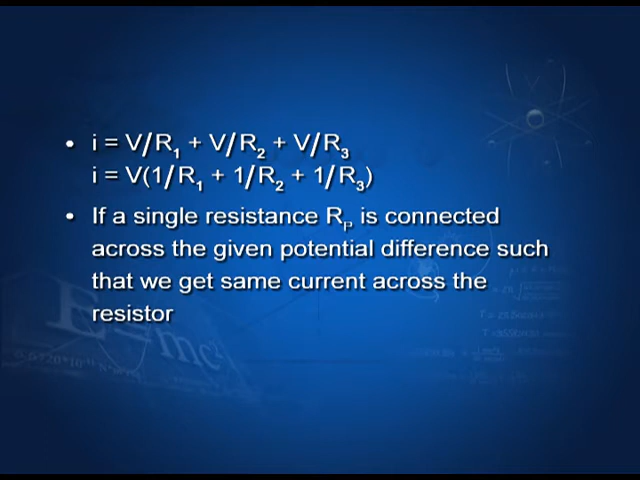 • i = V/R₁ + V/R₂ + V/R₃
i = V(1/R₁ + 1/R₂ + 1/R₃)
• If a single resistance Rₚ is connected
across the given potential difference such
that we get same current across the
resistor
E=mc²